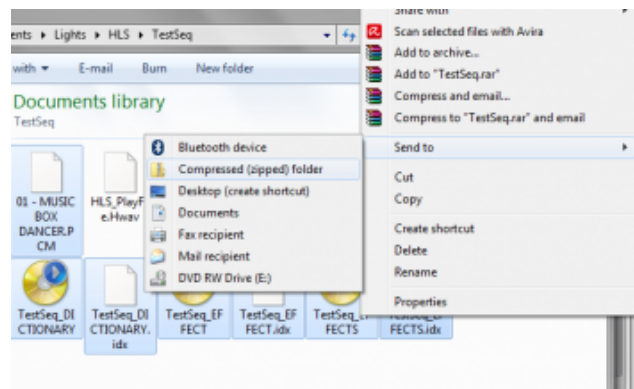 Share with
ents ▸ Lights ▸ HLS ▸ TestSeq
Scan selected files with Avira
Add to archive...
with
E-mail
Burn
New folder
Add to "TestSeq.rar"
Compress and email...
Documents library
Compress to "TestSeq.rar" and email
TestSeq
Send to
Bluetooth device
Compressed (zipped) folder
Desktop (create shortcut)
Documents
Fax recipient
Mail recipient
DVD RW Drive (E:)
Cut
Copy
Create shortcut
Delete
Rename
Properties
01 - MUSIC
BOX
DANCER.P
CM
HLS_PlayF
e.Hwav
TestSeq_DI
CTIONARY
TestSeq_DI
CTIONARY.
idx
TestSeq_EF
FECT
TestSeq_EF
FECT.idx
TestSeq_EF
FECTS
TestSeq_EF
FECTS.idx